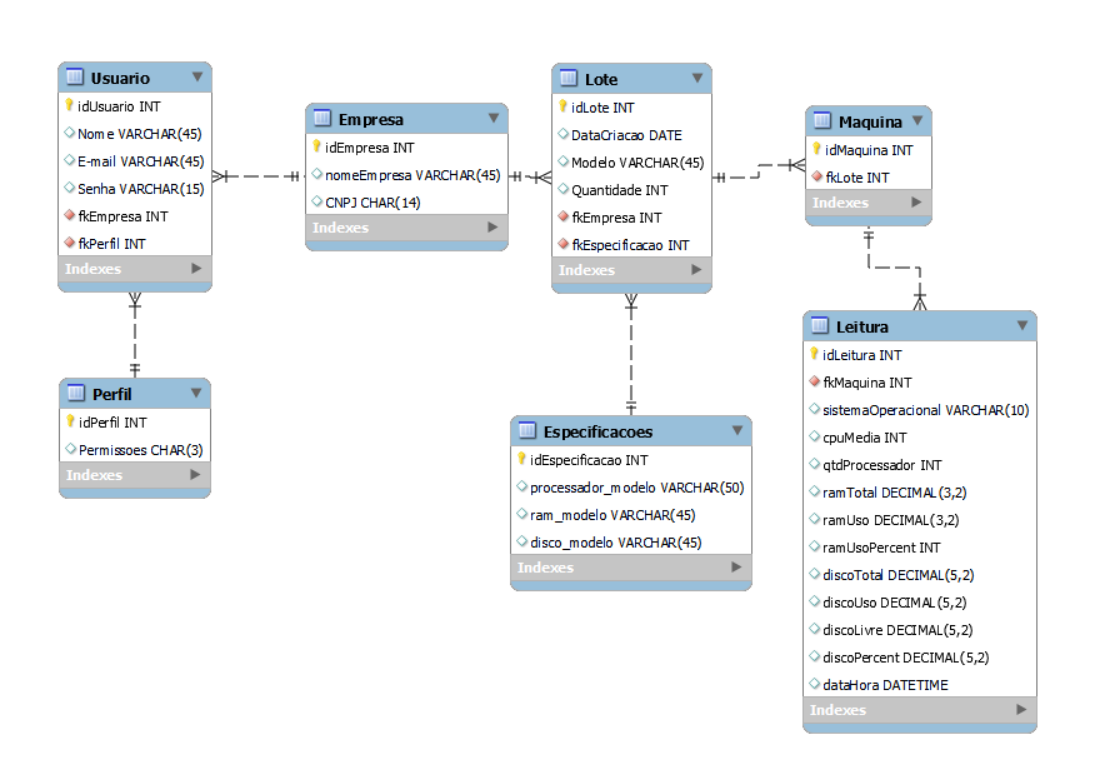 Usuario
idUsuario INT
Nome VARCHAR(45)
E-mail VARCHAR(45)
Senha VARCHAR(15)
fkEmpresa INT
fkPerfil INT
Indexes
Empresa
idEmpresa INT
nomeEmpresa VARCHAR(45)
CNPJ CHAR(14)
Indexes
Lote
idLote INT
DataCriacao DATE
Modelo VARCHAR(45)
Quantidade INT
fkEmpresa INT
fkEspecificacao INT
Indexes
Maquina
idMaquina INT
fkLote INT
Indexes
Perfil
idPerfil INT
Permissoes CHAR(3)
Indexes
Especificacoes
idEspecificacao INT
processador_modelo VARCHAR(50)
ram_modelo VARCHAR(45)
disco_modelo VARCHAR(45)
Indexes
Leitura
idLeitura INT
fkMaquina INT
sistemaOperacional VARCHAR(10)
cpuMedia INT
qtdProcessador INT
ramTotal DECIMAL(3,2)
ramUso DECIMAL(3,2)
ramUsoPercent INT
discoTotal DECIMAL(5,2)
discoUso DECIMAL(5,2)
discoLivre DECIMAL(5,2)
discoPercent DECIMAL(5,2)
dataHora DATETIME
Indexes